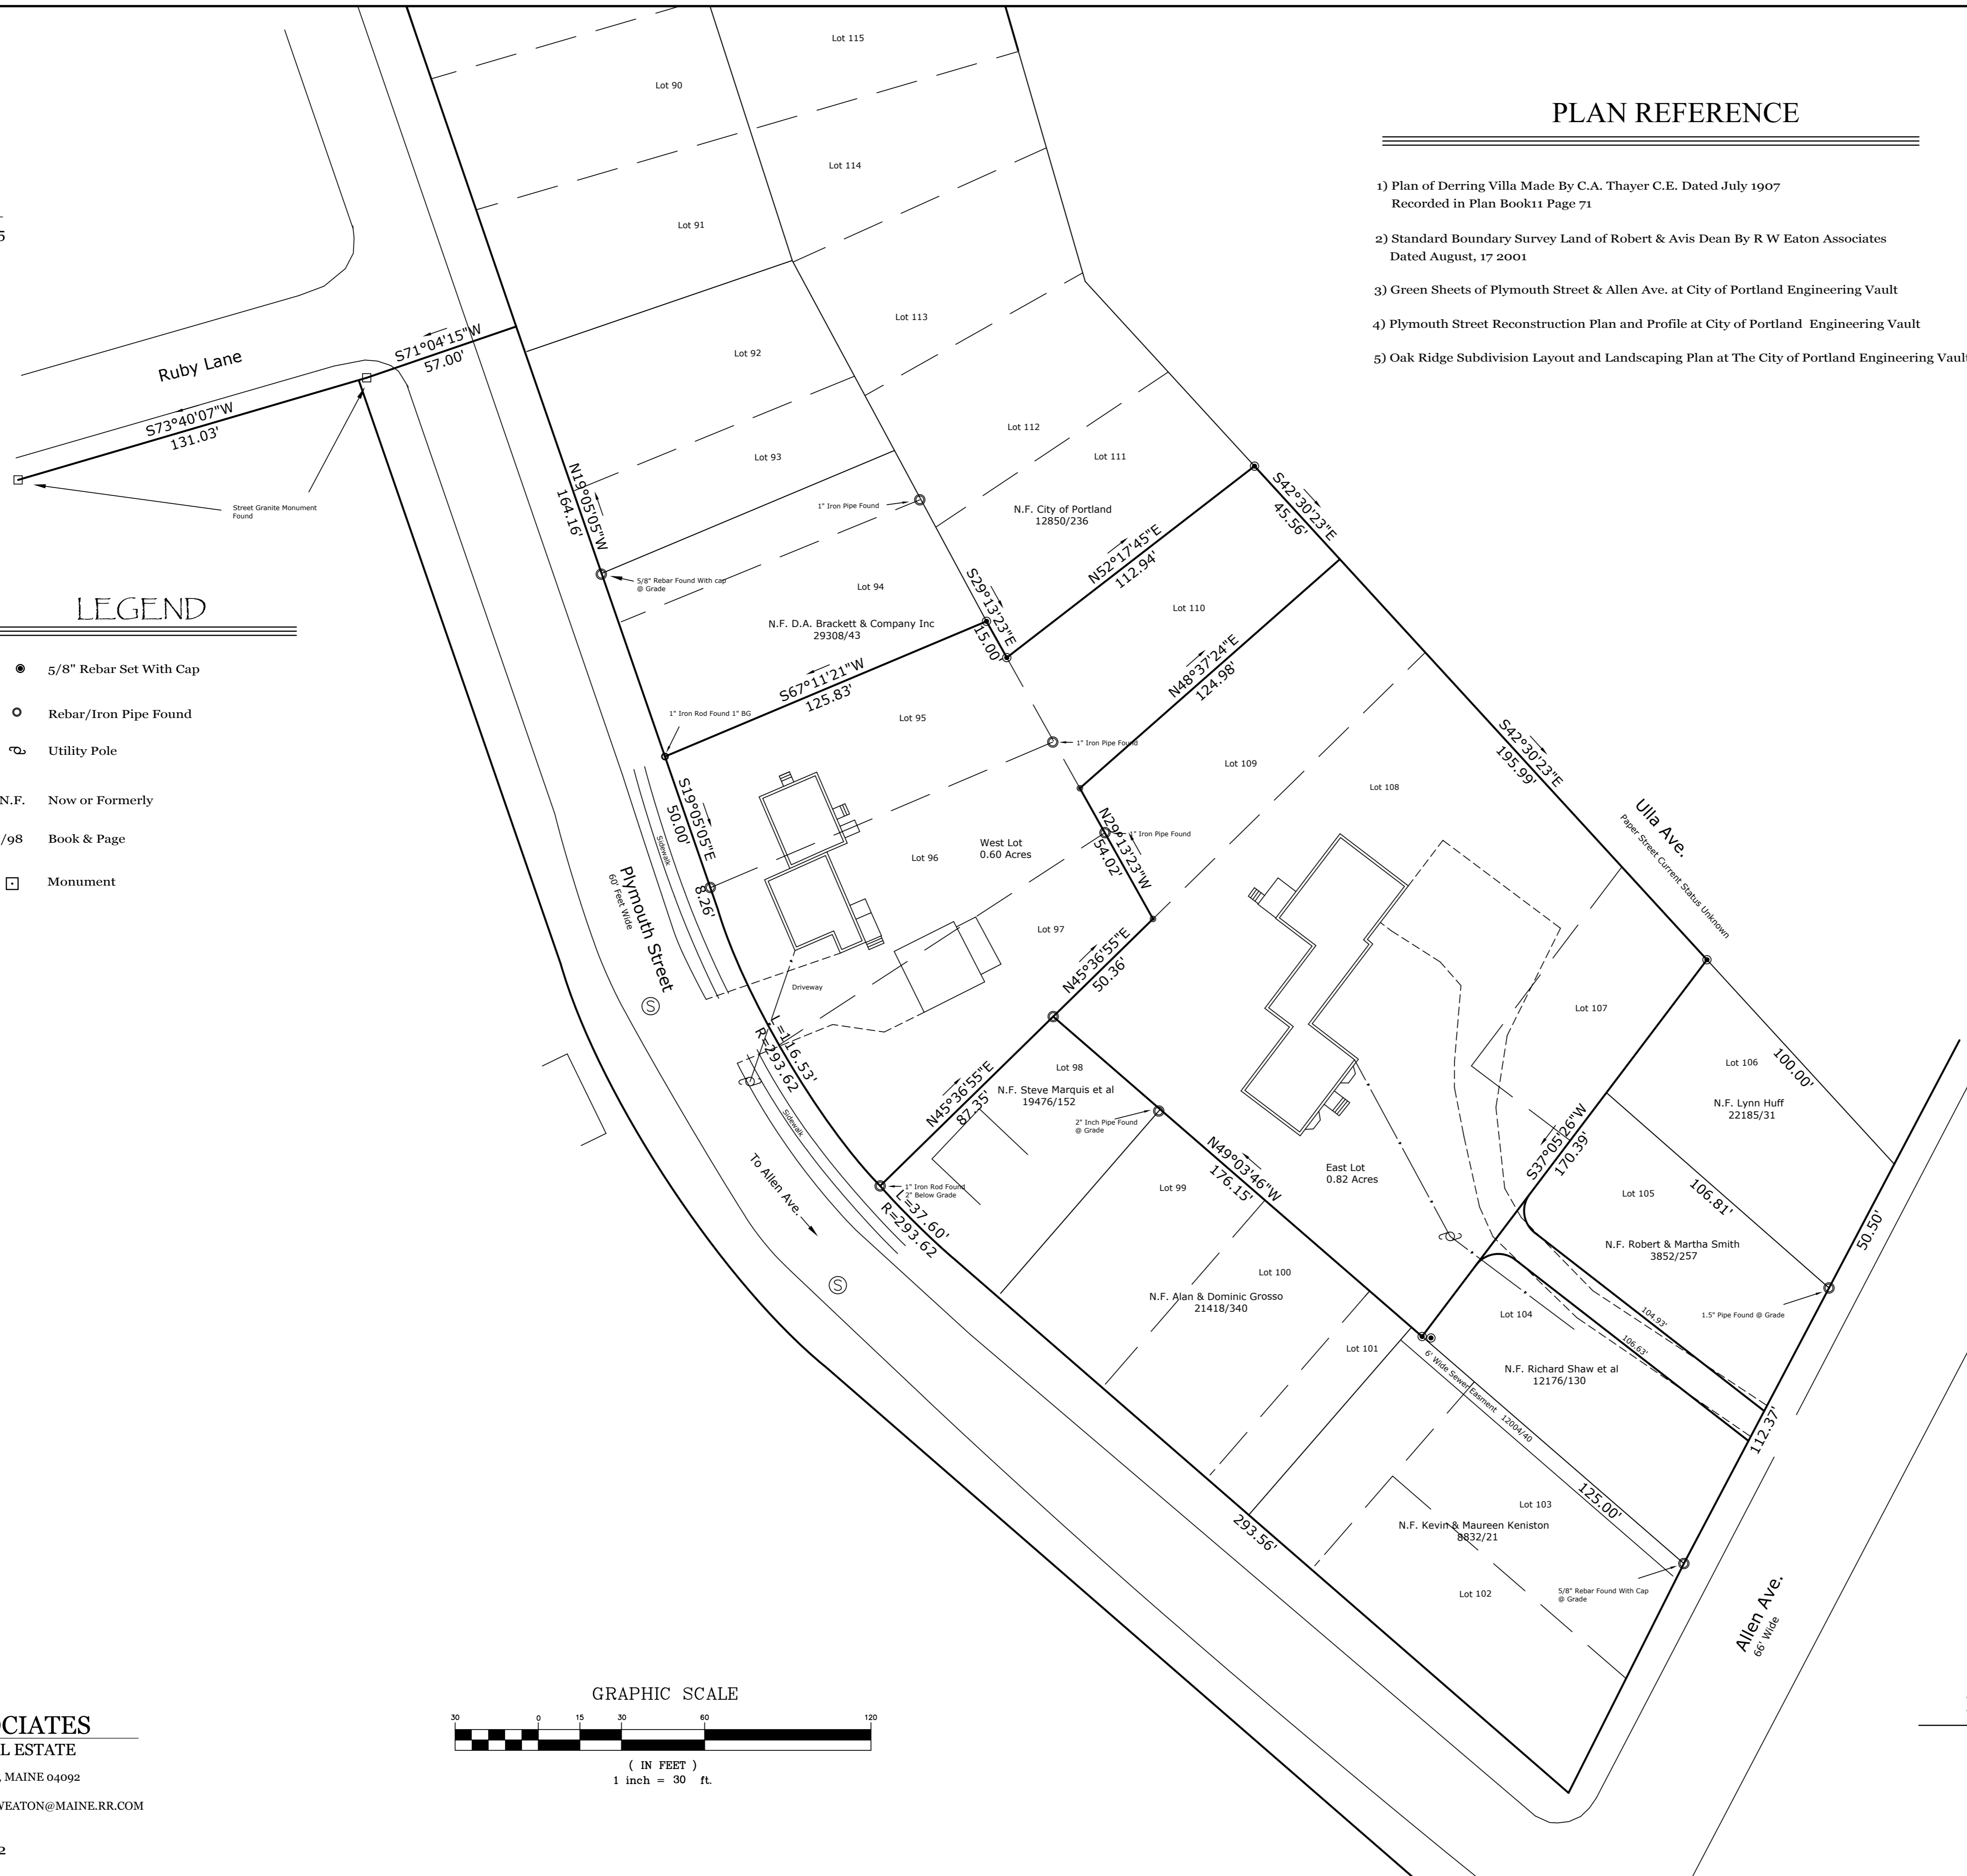 Lot 115
Lot 90
PLAN REFERENCE
1) Plan of Derring Villa Made By C.A. Thayer C.E. Dated July 1907
Recorded in Plan Book11 Page 71
2) Standard Boundary Survey Land of Robert & Avis Dean By R W Eaton Associates
Dated August, 17 2001
3) Green Sheets of Plymouth Street & Allen Ave. at City of Portland Engineering Vault
4) Plymouth Street Reconstruction Plan and Profile at City of Portland Engineering Vault
5) Oak Ridge Subdivision Layout and Landscaping Plan at The City of Portland Engineering Vault
Lot 114
Lot 91
Lot 113
Lot 92
S71°04'15"W
57.00'
Ruby Lane
S73°40'07"W
131.03'
Street Granite Monument
Found
Lot 112
Lot 111
Lot 93
N19°05'05"W
164.16'
1" Iron Pipe Found
N.F. City of Portland
12850/236
S42°30'23"E
45.56'
N52°17'45"E
112.94'
5/8" Rebar Found With cap
@ Grade
Lot 94
S29°13'23"E
15.00'
Lot 110
N.F. D.A. Brackett & Company Inc
29308/43
LEGEND
5/8" Rebar Set With Cap
Rebar/Iron Pipe Found
Utility Pole
N.F. Now or Formerly
/98 Book & Page
Monument
S67°11'21"W
125.83'
N48°37'24"E
124.98'
1" Iron Rod Found 1" BG
Lot 95
1" Iron Pipe Found
Lot 109
Lot 108
S42°30'23"E
195.99'
Ulla Ave.
Paper Street Current Status Unknown
S19°05'05"E
50.00'
Sidewalk
8.26'
Plymouth Street
60' Feet Wide
Lot 96
West Lot
0.60 Acres
1" Iron Pipe Found
N29°13'23"W
54.02'
Lot 97
N45°36'55"E
50.36'
Driveway
L=116.53'
R=293.62
Sidewalk
Lot 107
Lot 106
100.00'
N.F. Lynn Huff
22185/31
Lot 98
N.F. Steve Marquis et al
19476/152
N45°36'55"E
87.35'
2" Inch Pipe Found
@ Grade
N49°03'46"W
176.15'
East Lot
0.82 Acres
S37°05'26"W
170.39'
To Allen Ave.
1" Iron Rod Found
2" Below Grade
L=37.60'
R=293.62
Lot 99
Lot 105
106.81'
50.50'
N.F. Robert & Martha Smith
3852/257
Lot 100
N.F. Alan & Dominic Grosso
21418/340
S
S
Lot 104
104.93'
106.63'
1.5" Pipe Found @ Grade
Lot 101
6' Wide Sewer Easment 12004/40
N.F. Richard Shaw et al
12176/130
112.37'
125.00'
Lot 103
N.F. Kevin & Maureen Keniston
8832/21
293.56'
Lot 102
5/8" Rebar Found With Cap
@ Grade
Allen Ave.
66' Wide
GRAPHIC SCALE
30 0 15 30 60 120
( IN FEET )
1 inch = 30 ft.
OCIATES
L ESTATE
, MAINE 04092
WEATON@MAINE.RR.COM
2
5